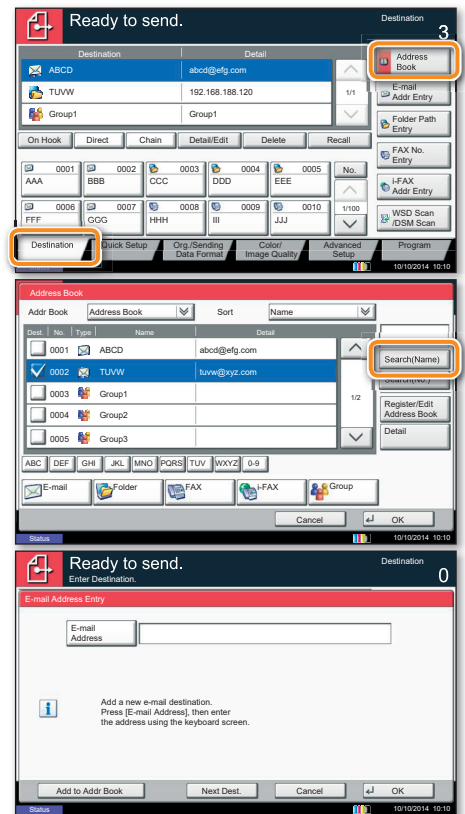 Ready to send.
Destination
3
Destination Detail
ABCD abcd@efg.com
TUVW 192.168.188.120
Group1 Group1
1/1
Address
Book
E-mail
Addr Entry
Folder Path
Entry
FAX No.
Entry
i-FAX
Addr Entry
WSD Scan
/DSM Scan
On Hook Direct Chain Detail/Edit Delete Recall
0001 0002 0003 0004 0005 No.
AAA BBB CCC DDD EEE
0006 0007 0008 0009 0010 1/100
FFF GGG HHH III JJJ
Destination Quick Setup Org./Sending
Data Format Color/
Image Quality Advanced
Setup Program
Status 10/10/2014 10:10
Address Book
Addr Book Address Book Sort Name
Dest. No. Type Name Detail
0001 ABCD abcd@efg.com
0002 TUVW tuvw@xyz.com
0003 Group1
0004 Group2
0005 Group3
1/2
Search(Name)
Search(No.)
Register/Edit
Address Book
Detail
ABC DEF GHI JKL MNO PQRS TUV WXYZ 0-9
E-mail Folder FAX i-FAX Group
Cancel OK
Status 10/10/2014 10:10
Ready to send.
Enter Destination.
Destination
0
E-mail Address Entry
E-mail
Address
Add a new e-mail destination.
Press [E-mail Address], then enter
the address using the keyboard screen.
Add to Addr Book Next Dest. Cancel OK
Status 10/10/2014 10:10